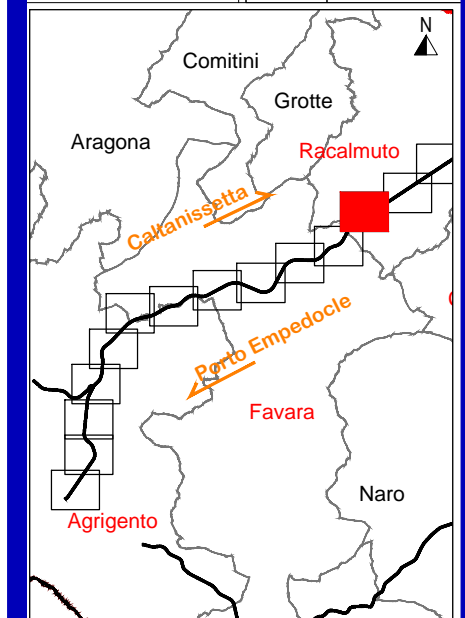 N
Comitini
Grotte
Aragona
Racalmuto
Caltanissetta
Porto Empedocle
Favara
Naro
Agrigento